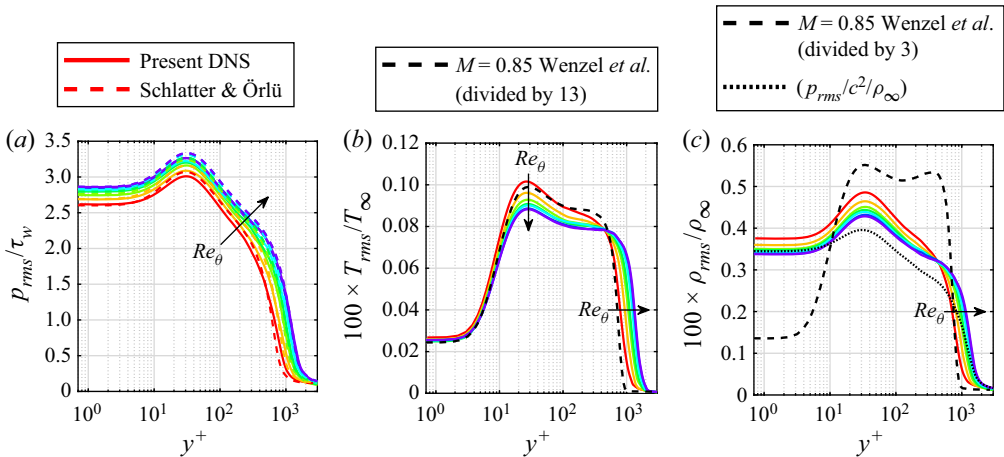 Present DNS
Schlatter & Örlü
M = 0.85 Wenzel et al.
(divided by 13)
M = 0.85 Wenzel et al.
(divided by 3)
(p_rms/c²/ρ_∞)
(a)
3.5
3.0
2.5
2.0
1.5
1.0
0.5
0
p_rms/τ_w
Re_θ
10⁰ 10¹ 10² 10³
y⁺
(b)
0.12
0.10
0.08
0.06
0.04
0.02
0
100 × T_rms/T_∞
Re_θ
Re_θ
10⁰ 10¹ 10² 10³
y⁺
(c)
0.6
0.5
0.4
0.3
0.2
0.1
0
100 × ρ_rms/ρ_∞
Re_θ
10⁰ 10¹ 10² 10³
y⁺